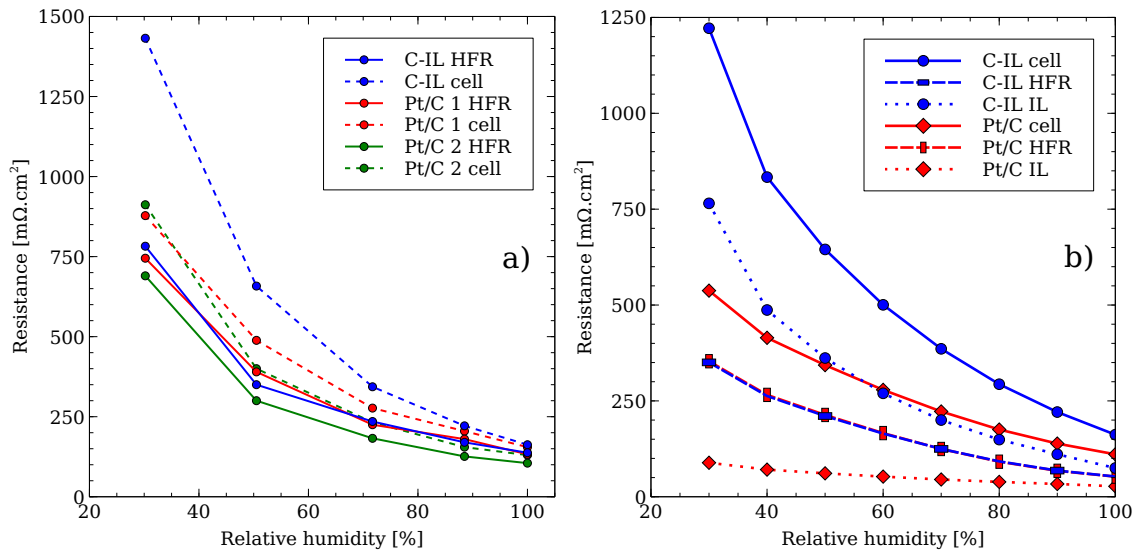 1500
1250
1000
750
500
250
0
Resistance [mΩ.cm²]
C-IL HFR
C-IL cell
Pt/C 1 HFR
Pt/C 1 cell
Pt/C 2 HFR
Pt/C 2 cell
a)
20 40 60 80 100
Relative humidity [%]
1250
1000
750
500
250
0
Resistance [mΩ.cm²]
C-IL cell
C-IL HFR
C-IL IL
Pt/C cell
Pt/C HFR
Pt/C IL
b)
20 40 60 80 100
Relative humidity [%]